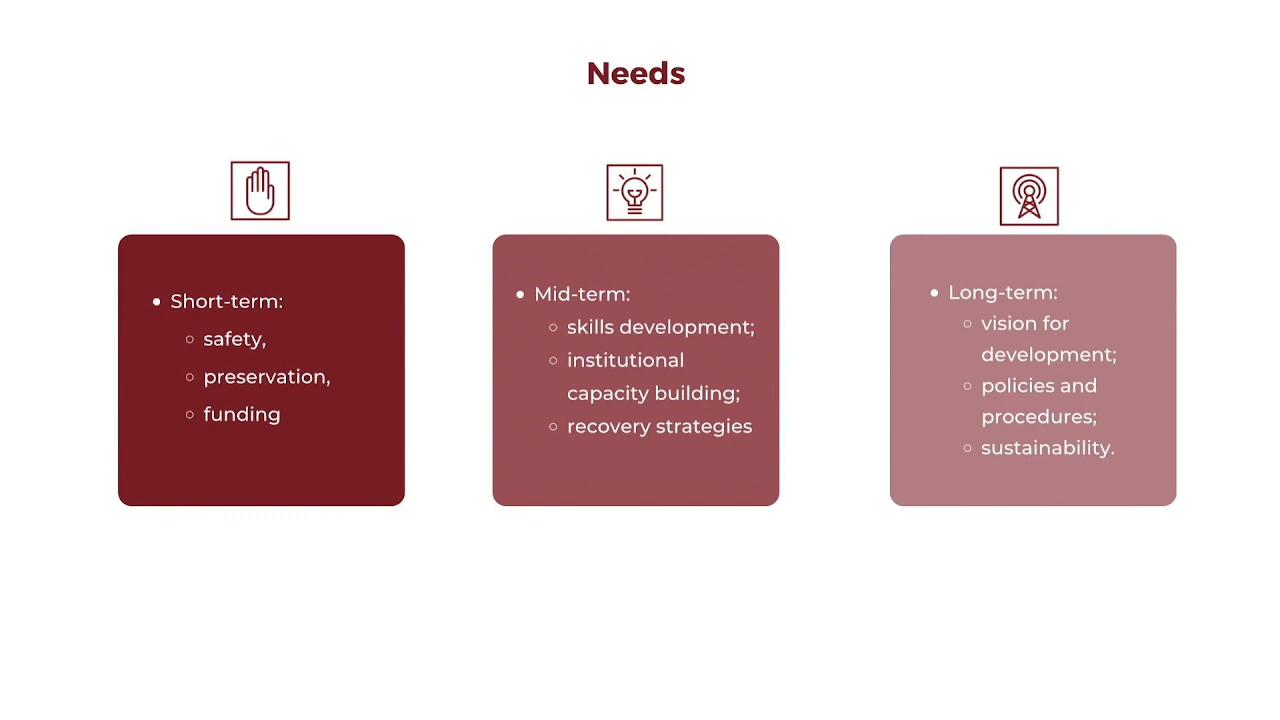 Needs
Short-term:
safety,
preservation,
funding
Mid-term:
skills development;
institutional
capacity building;
recovery strategies
Long-term:
vision for
development;
policies and
procedures;
sustainability.